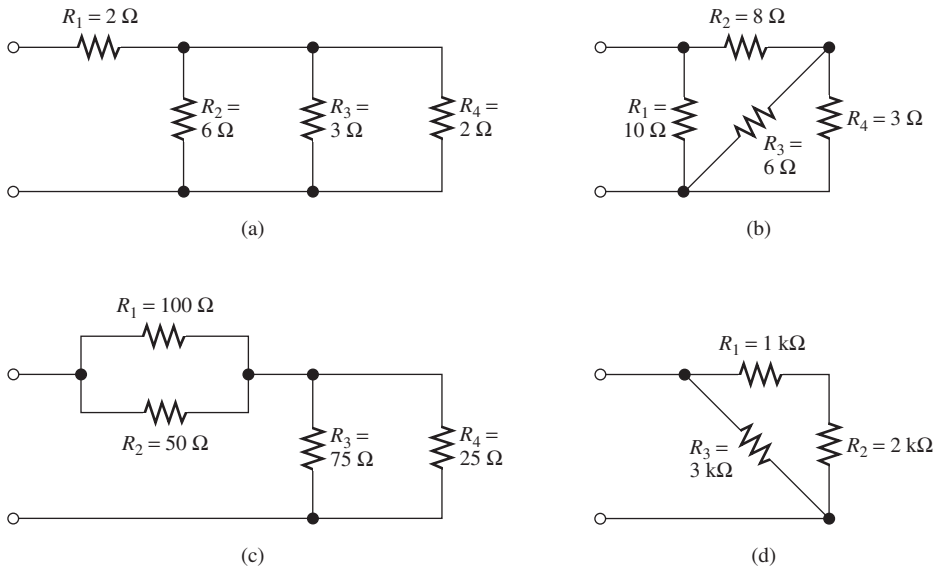 R₁ = 2 Ω
R₂ =
6 Ω
R₃ =
3 Ω
R₄ =
2 Ω
(a)
R₂ = 8 Ω
R₁ =
10 Ω
R₃ =
6 Ω
R₄ = 3 Ω
(b)
R₁ = 100 Ω
R₂ = 50 Ω
R₃ =
75 Ω
R₄ =
25 Ω
(c)
R₁ = 1 kΩ
R₃ =
3 kΩ
R₂ = 2 kΩ
(d)